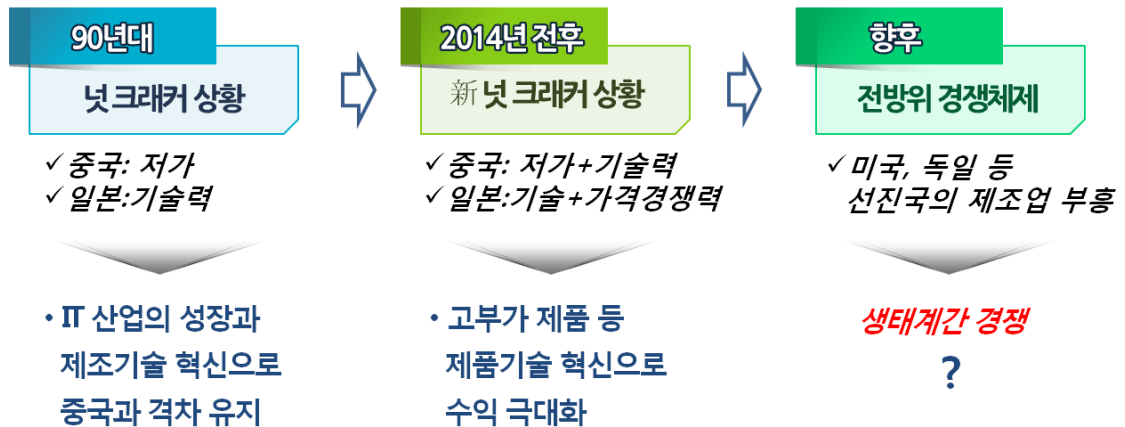 90년대
넛 크래커 상황
✓ 중국: 저가
✓ 일본:기술력
• IT 산업의 성장과
제조기술 혁신으로
중국과 격차 유지
2014년 전후
新 넛 크래커 상황
✓ 중국: 저가+기술력
✓ 일본:기술+가격경쟁력
• 고부가 제품 등
제품기술 혁신으로
수익 극대화
향후
전방위 경쟁체제
✓ 미국, 독일 등
선진국의 제조업 부흥
생태계간 경쟁
?